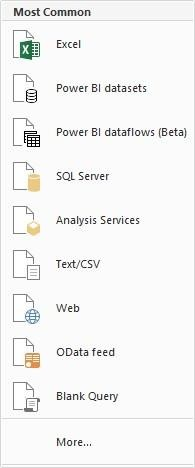 Most Common
Excel
Power BI datasets
Power BI dataflows (Beta)
SQL Server
Analysis Services
Text/CSV
Web
OData feed
Blank Query
More...